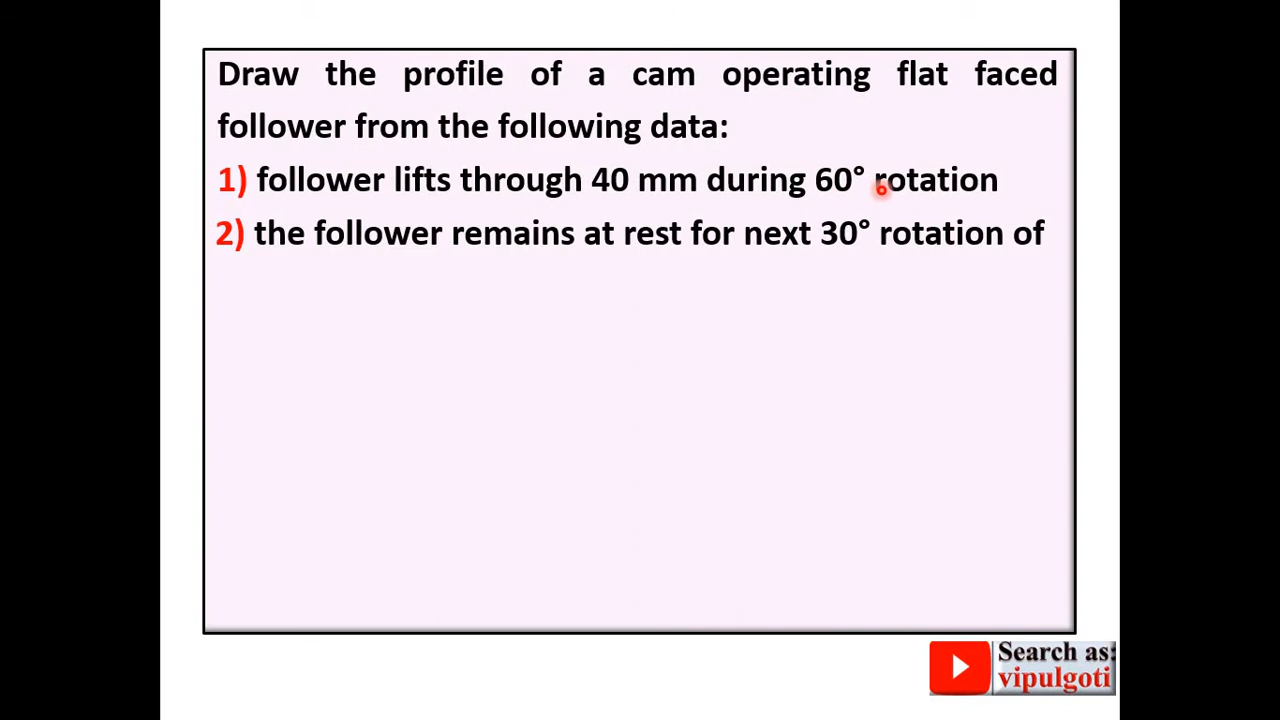 Draw the profile of a cam operating flat faced
follower from the following data:
1) follower lifts through 40 mm during 60° rotation
2) the follower remains at rest for next 30° rotation of
Search as:
vipulgoti